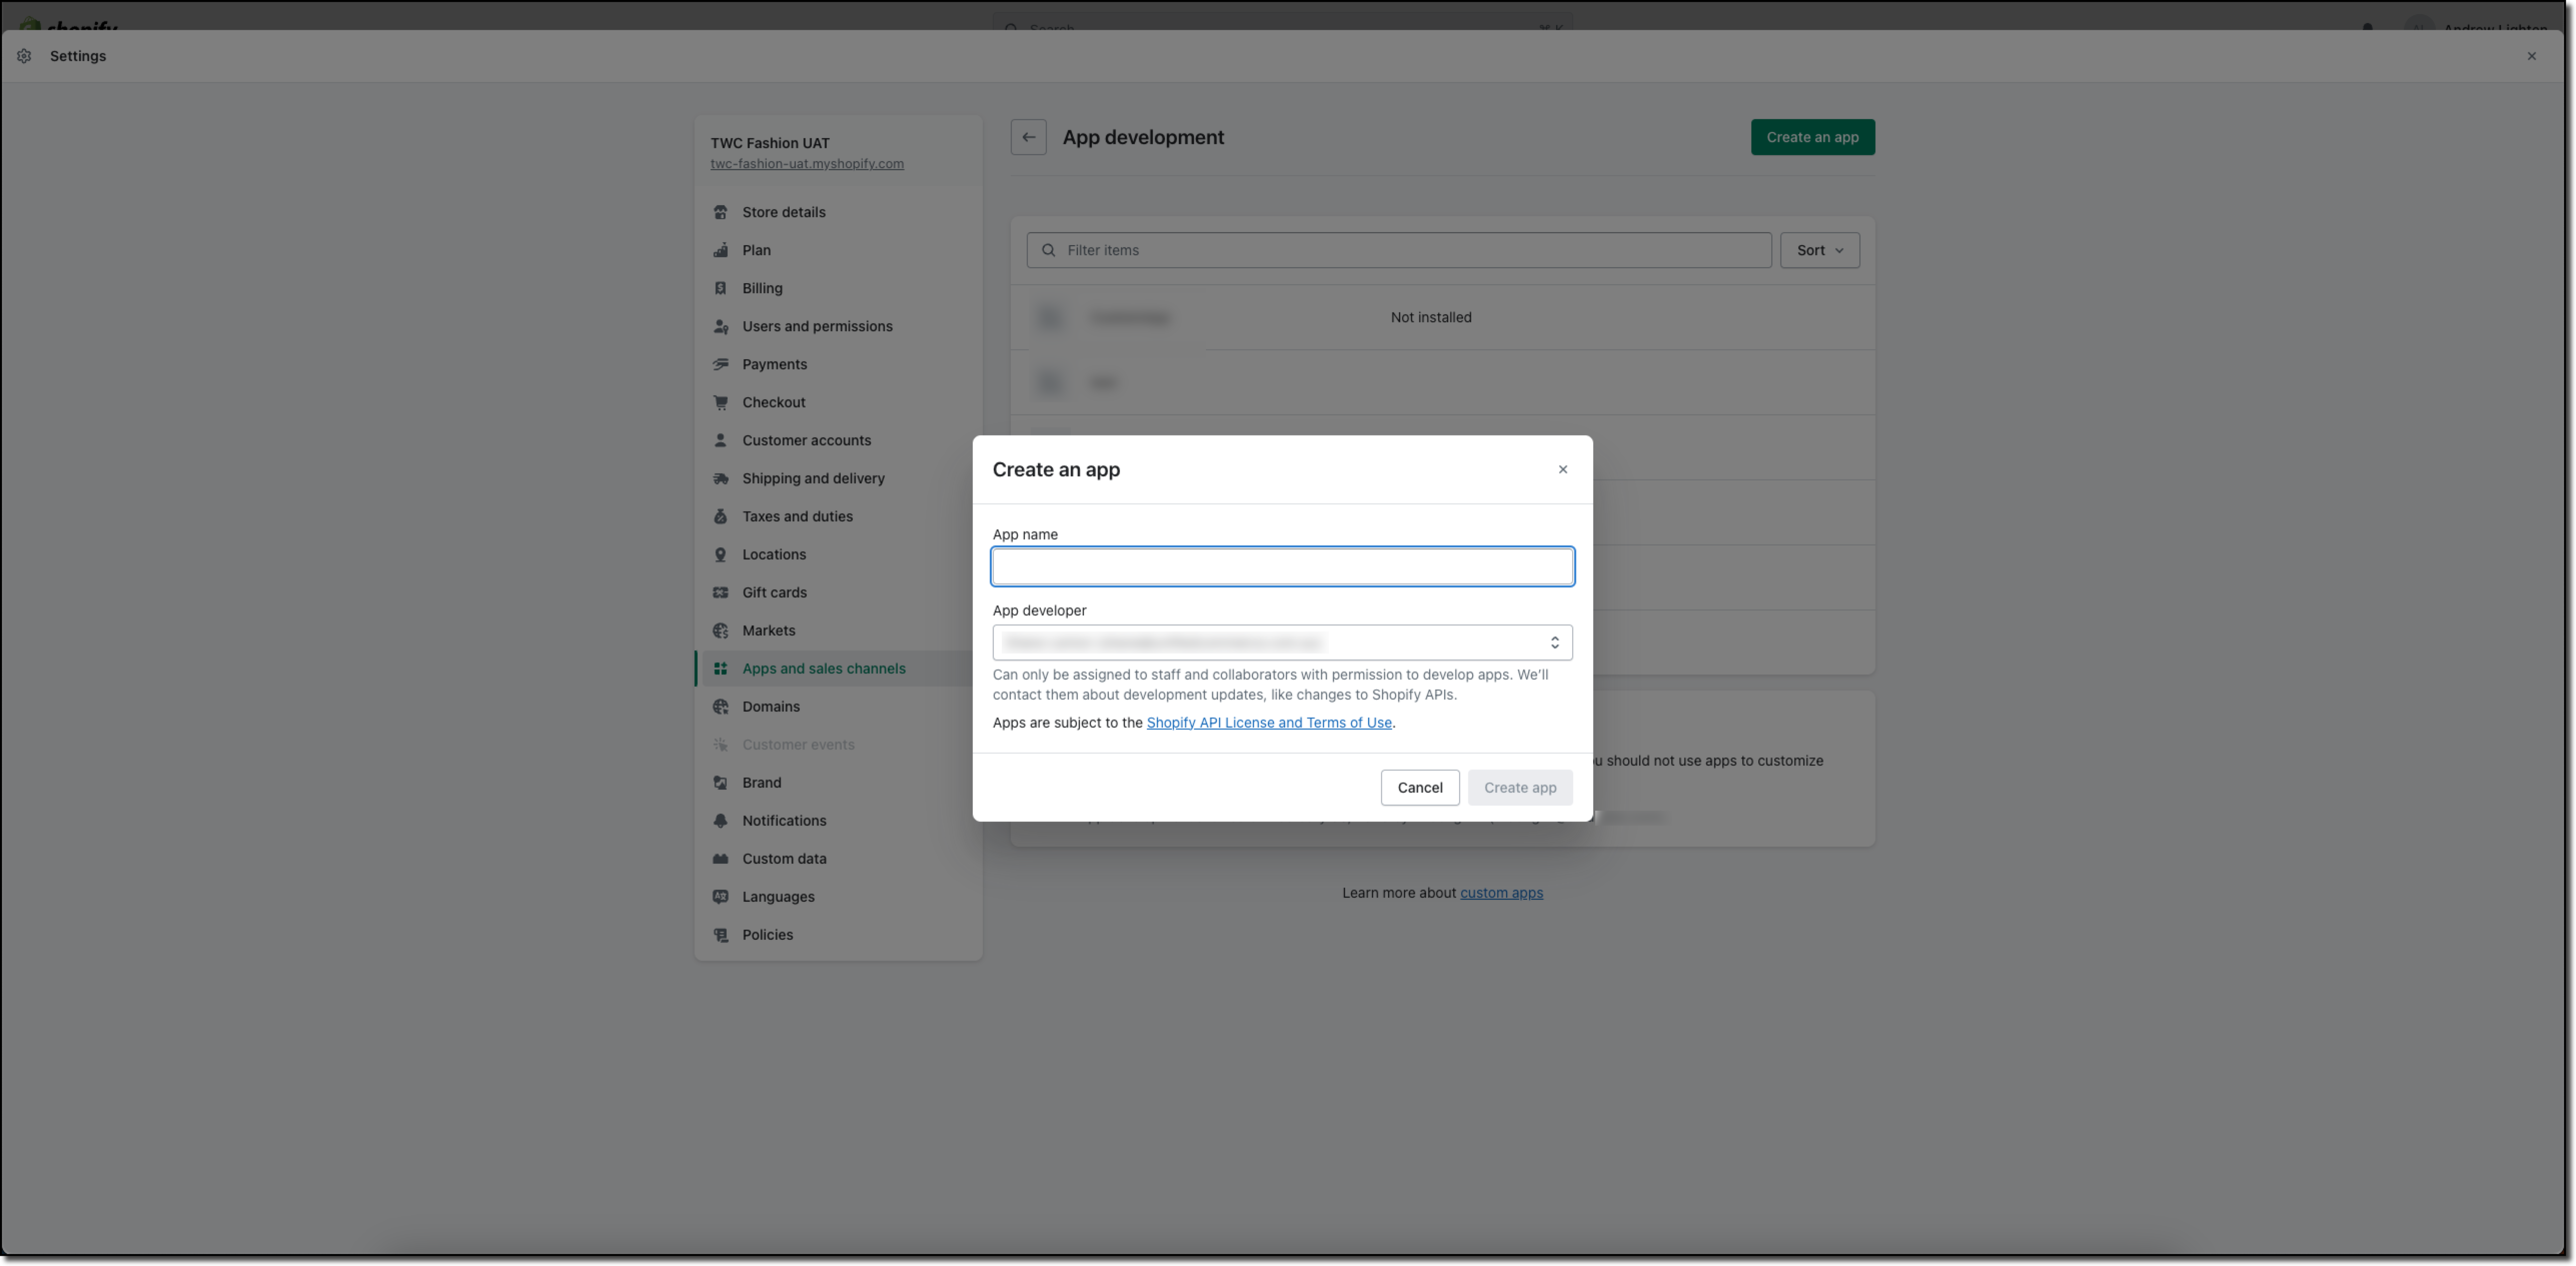 shopify
Search
⌘ K
Andrew Lighten
Settings
TWC Fashion UAT
twc-fashion-uat.myshopify.com
Store details
Plan
Billing
Users and permissions
Payments
Checkout
Customer accounts
Shipping and delivery
Taxes and duties
Locations
Gift cards
Markets
Apps and sales channels
Domains
Customer events
Brand
Notifications
Custom data
Languages
Policies
App development
Create an app
Filter items
Sort
Not installed
Create an app
App name
App developer
Can only be assigned to staff and collaborators with permission to develop apps. We'll
contact them about development updates, like changes to Shopify APIs.
Apps are subject to the Shopify API License and Terms of Use.
Cancel
Create app
should not use apps to customize
Learn more about custom apps